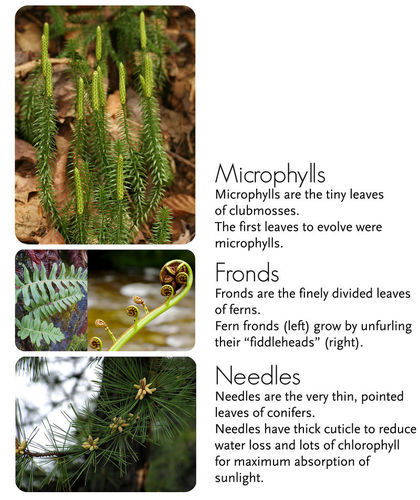 Microphylls
Microphylls are the tiny leaves
of clubmosses.
The first leaves to evolve were
microphylls.
Fronds
Fronds are the finely divided leaves
of ferns.
Fern fronds (left) grow by unfurling
their “fiddleheads” (right).
Needles
Needles are the very thin, pointed
leaves of conifers.
Needles have thick cuticle to reduce
water loss and lots of chlorophyll
for maximum absorption of
sunlight.